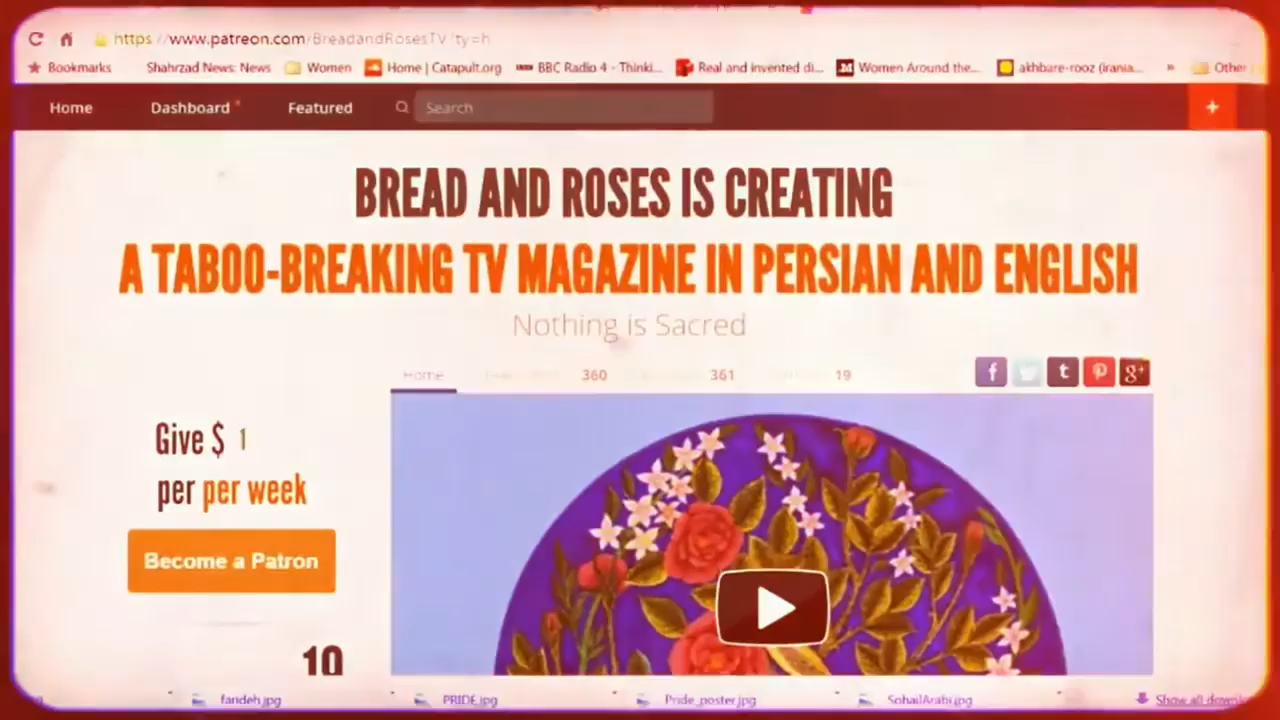 https://www.patreon.com/BreadandRosesTV?ty=h
Bookmarks Shahrzad News: News Women Home | Catapult.org BBC Radio 4 - Thinki... Real and invented di... Women Around the... akhbare-rooz (irania... » Other
Home Dashboard Featured Search +
BREAD AND ROSES IS CREATING
A TABOO-BREAKING TV MAGAZINE IN PERSIAN AND ENGLISH
Nothing is Sacred
Home 360 361 19
f t g+
Give $ 1
per per week
Become a Patron
10
farideh.jpg PRIDE.jpg Pride_poster.jpg SohailArabi.jpg Show all downlo